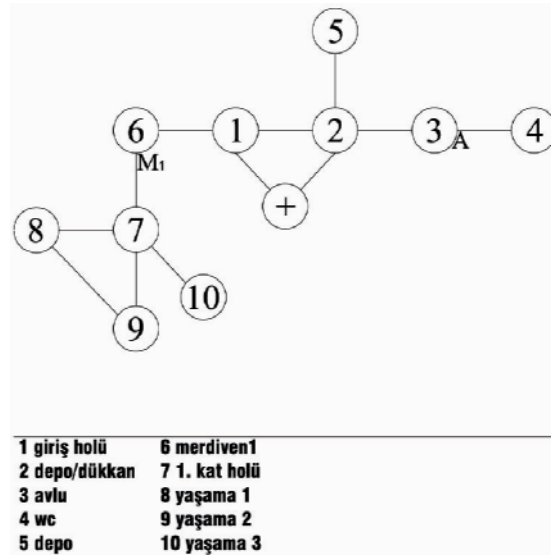 5
6 1 2 3 4
M1 A
+
8 7
10
9
1 giriş holü 6 merdiven1
2 depo/dükkan 7 1. kat holü
3 avlu 8 yaşama 1
4 wc 9 yaşama 2
5 depo 10 yaşama 3